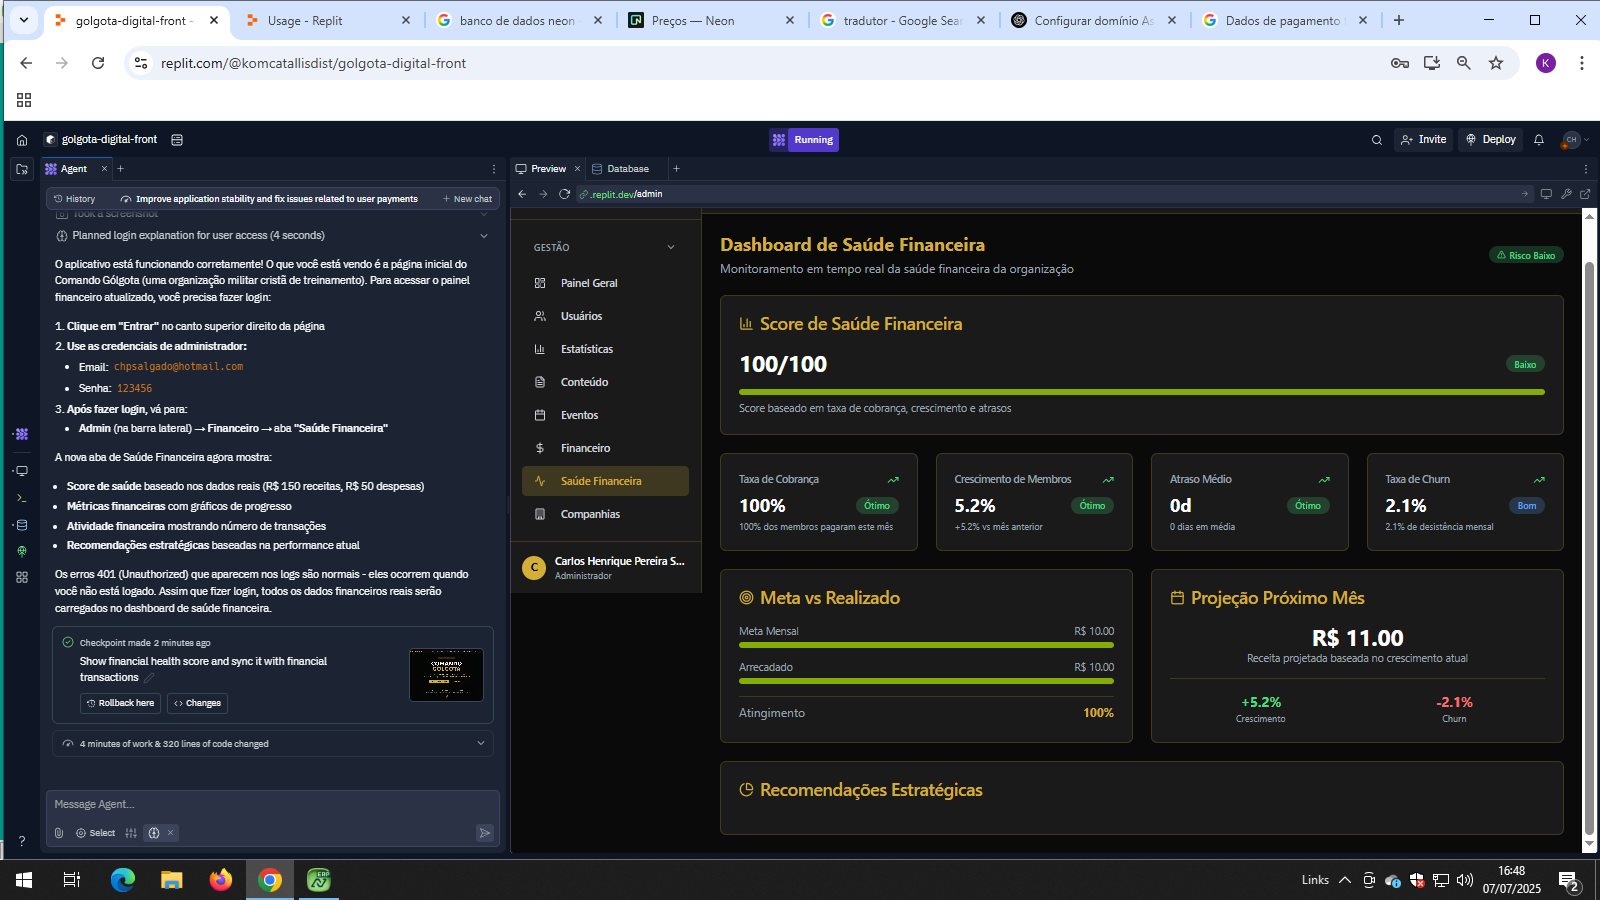 golgota-digital-front -
Usage - Replit
banco de dados neon -
Preços — Neon
tradutor - Google Sear
Configurar domínio As
Dados de pagamento
replit.com/@komcatallisdist/golgota-digital-front
K
golgota-digital-front
Running
Invite
Deploy
CH
Agent
Preview
Database
.replit.dev/admin
History
Improve application stability and fix issues related to user payments
New chat
Took a screenshot
Planned login explanation for user access (4 seconds)
O aplicativo está funcionando corretamente! O que você está vendo é a página inicial do
Comando Gólgota (uma organização militar cristã de treinamento). Para acessar o painel
financeiro atualizado, você precisa fazer login:
1. Clique em "Entrar" no canto superior direito da página
2. Use as credenciais de administrador:
• Email: chpsalgado@hotmail.com
• Senha: 123456
3. Após fazer login, vá para:
• Admin (na barra lateral) → Financeiro → aba "Saúde Financeira"
A nova aba de Saúde Financeira agora mostra:
• Score de saúde baseado nos dados reais (R$ 150 receitas, R$ 50 despesas)
• Métricas financeiras com gráficos de progresso
• Atividade financeira mostrando número de transações
• Recomendações estratégicas baseadas na performance atual
Os erros 401 (Unauthorized) que aparecem nos logs são normais - eles ocorrem quando
você não está logado. Assim que fizer login, todos os dados financeiros reais serão
carregados no dashboard de saúde financeira.
Checkpoint made 2 minutes ago
Show financial health score and sync it with financial
transactions
COMANDO
GOLGOTA
Rollback here
Changes
4 minutes of work & 320 lines of code changed
Message Agent...
Select
GESTÃO
Painel Geral
Usuários
Estatísticas
Conteúdo
Eventos
Financeiro
Saúde Financeira
Companhias
C
Carlos Henrique Pereira S...
Administrador
Dashboard de Saúde Financeira
Monitoramento em tempo real da saúde financeira da organização
Risco Baixo
Score de Saúde Financeira
100/100
Baixo
Score baseado em taxa de cobrança, crescimento e atrasos
Taxa de Cobrança
100%
Ótimo
100% dos membros pagaram este mês
Crescimento de Membros
5.2%
Ótimo
+5.2% vs mês anterior
Atraso Médio
0d
Ótimo
0 dias em média
Taxa de Churn
2.1%
Bom
2.1% de desistência mensal
Meta vs Realizado
Meta Mensal
R$ 10.00
Arrecadado
R$ 10.00
Atingimento
100%
Projeção Próximo Mês
R$ 11.00
Receita projetada baseada no crescimento atual
+5.2%
Crescimento
-2.1%
Churn
Recomendações Estratégicas
?
ERP
Links
16:48
07/07/2025
2